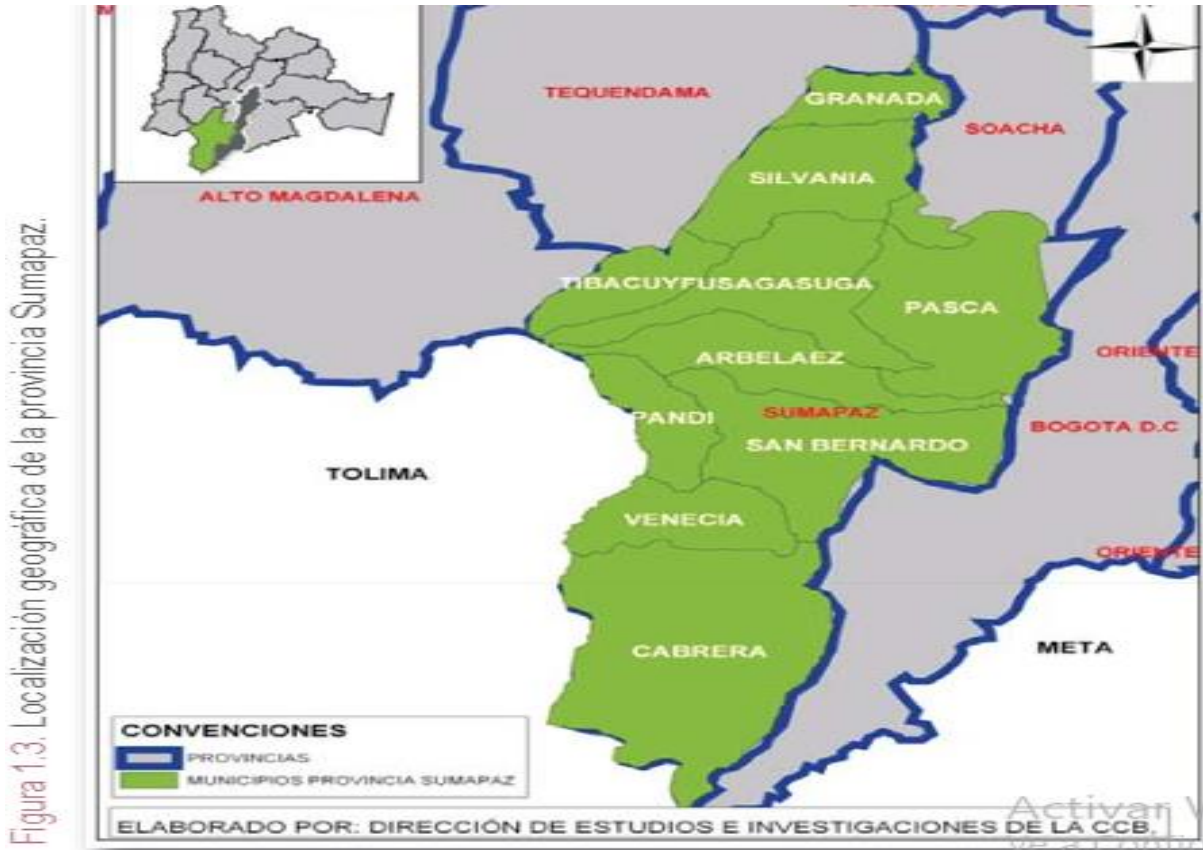 Figura 1.3. Localización geográfica de la provincia Sumapaz.
TEQUENDAMA
GRANADA
SOACHA
SILVANIA
ALTO MAGDALENA
TIBACUY
FUSAGASUGA
PASCA
ARBELAEZ
ORIENTE
PANDI
SUMAPAZ
BOGOTA D.C
SAN BERNARDO
TOLIMA
VENECIA
ORIENTE
CABRERA
META
CONVENCIONES
PROVINCIAS
MUNICIPIOS PROVINCIA SUMAPAZ
ELABORADO POR: DIRECCIÓN DE ESTUDIOS E INVESTIGACIONES DE LA CCB.
Activar